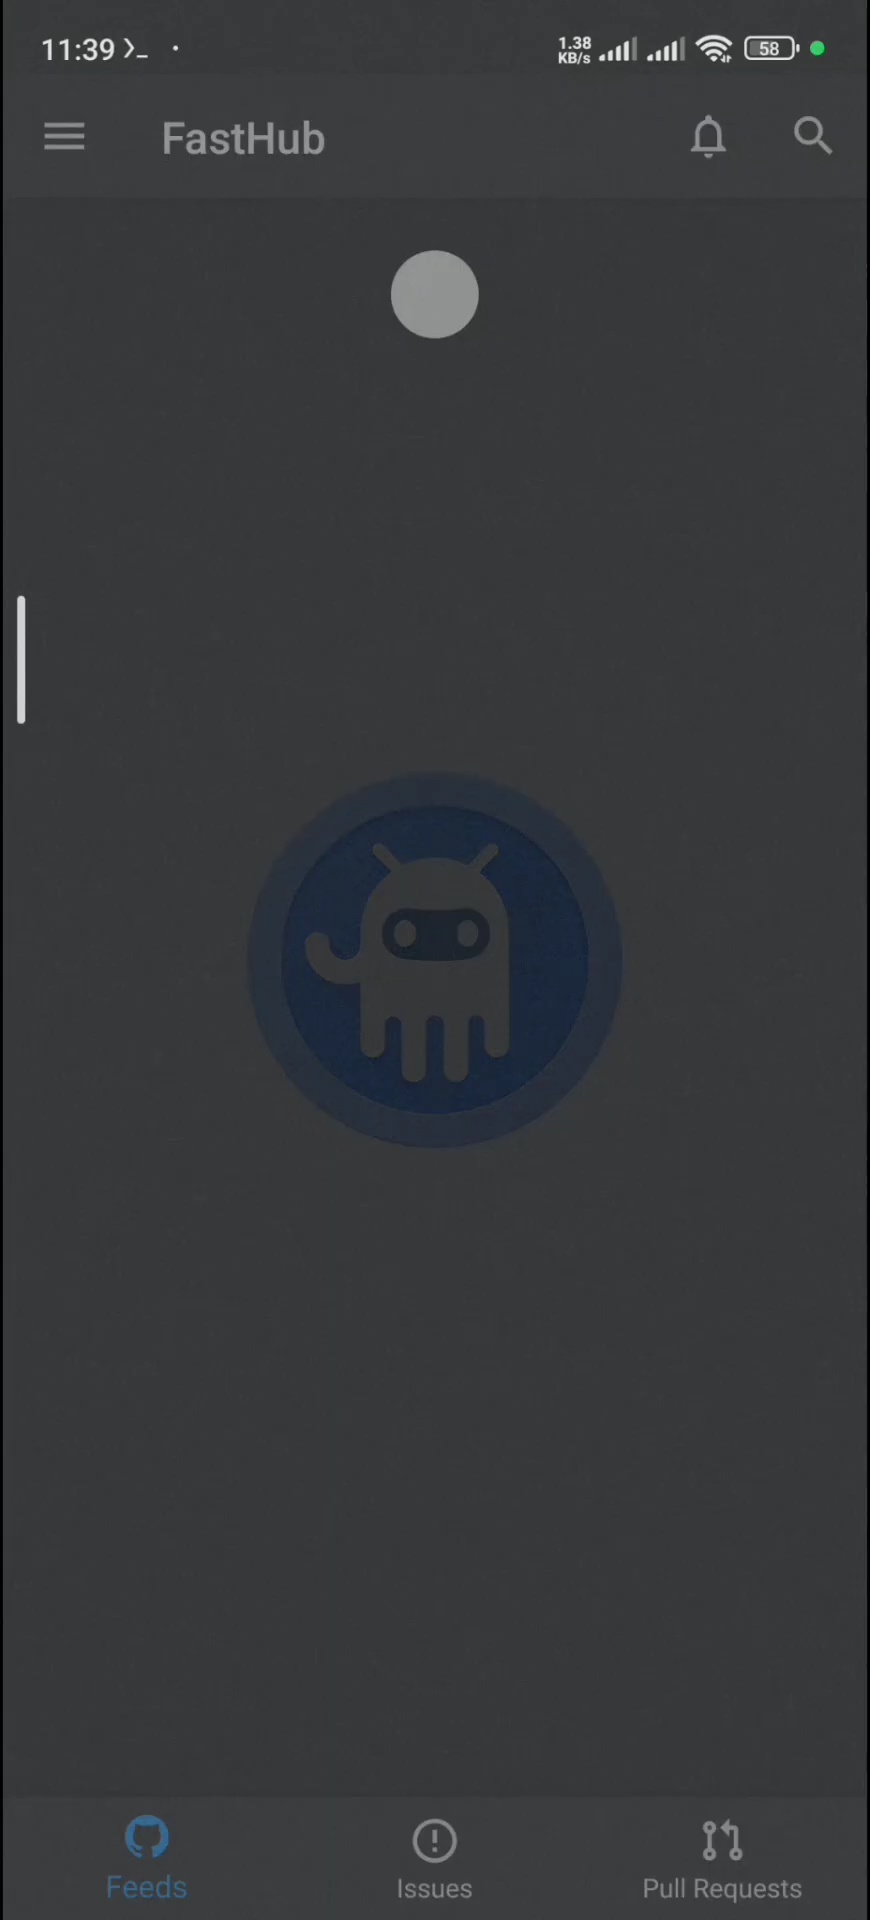 11:39
1.38
KB/s
58
FastHub
Feeds
Issues
Pull Requests